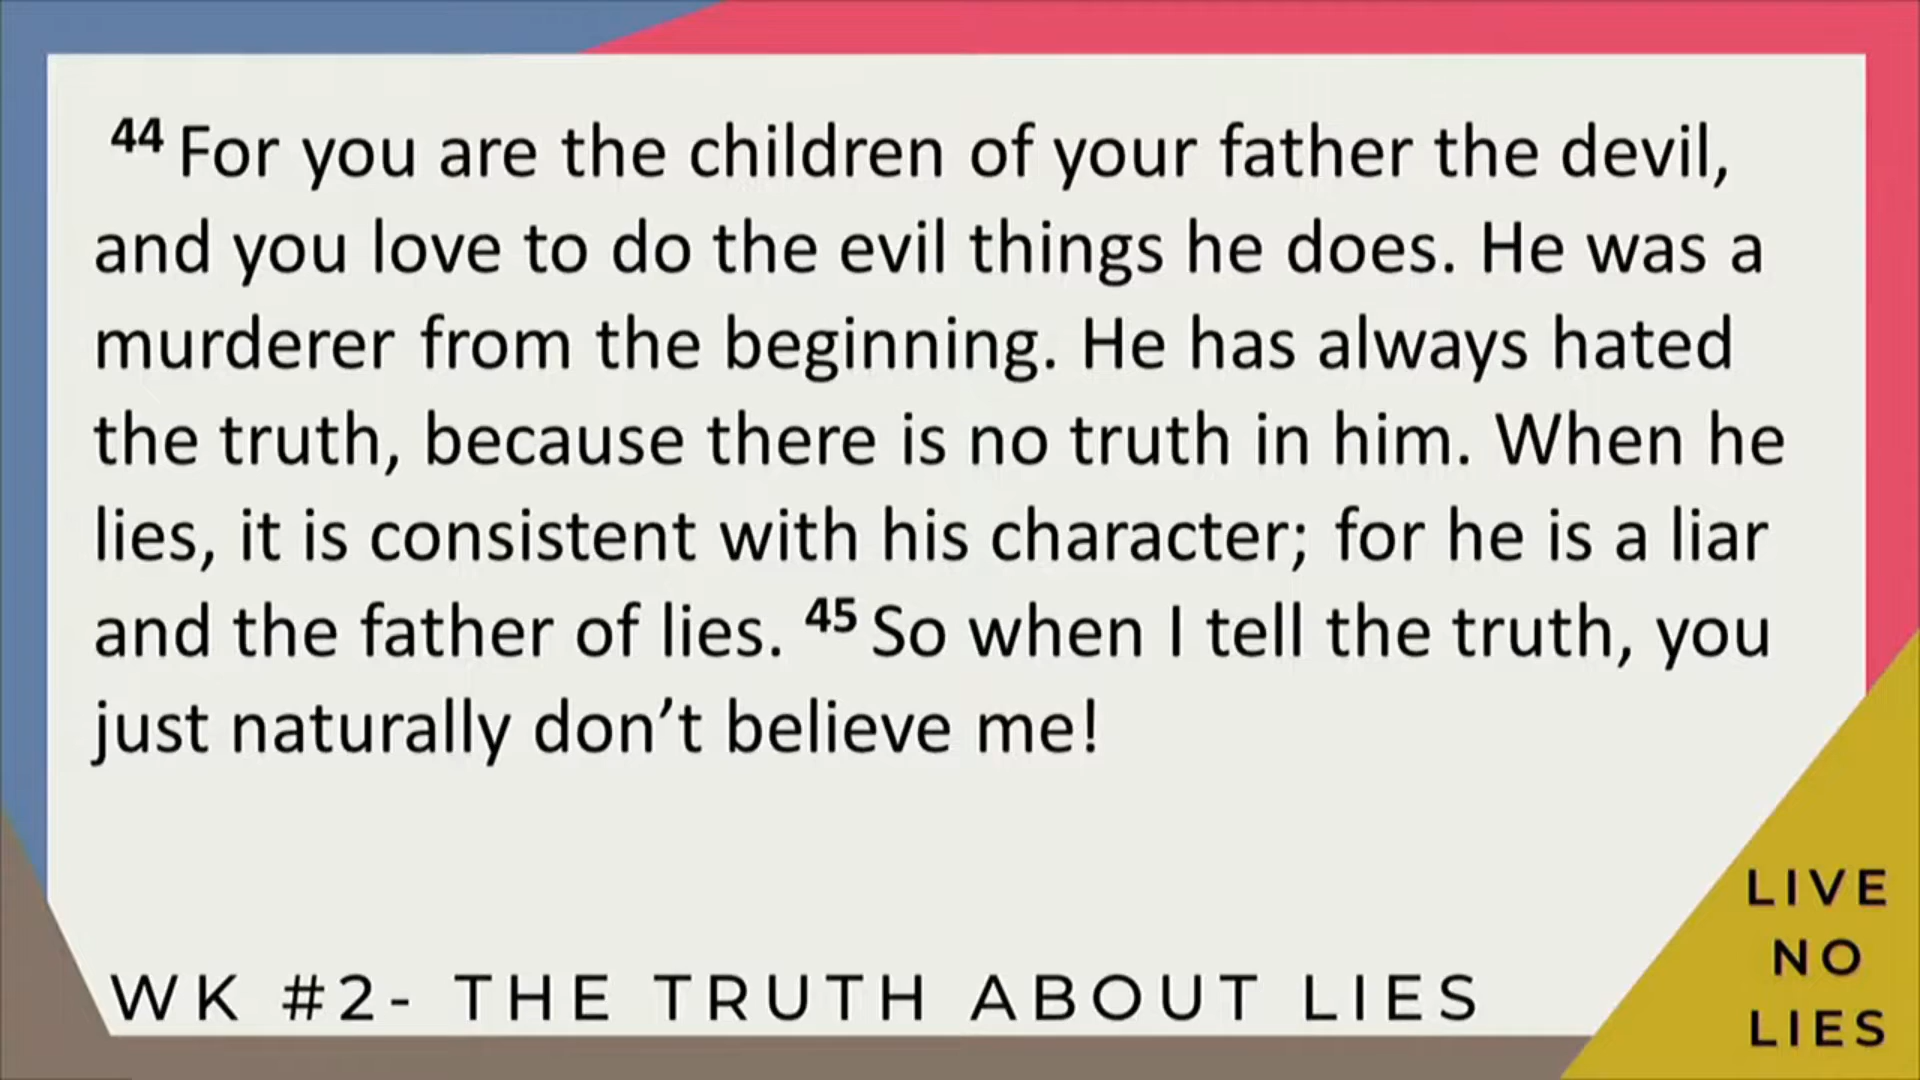 44 For you are the children of your father the devil,
and you love to do the evil things he does. He was a
murderer from the beginning. He has always hated
the truth, because there is no truth in him. When he
lies, it is consistent with his character; for he is a liar
and the father of lies. 45 So when I tell the truth, you
just naturally don’t believe me!
WK #2- THE TRUTH ABOUT LIES
LIVE
NO
LIES